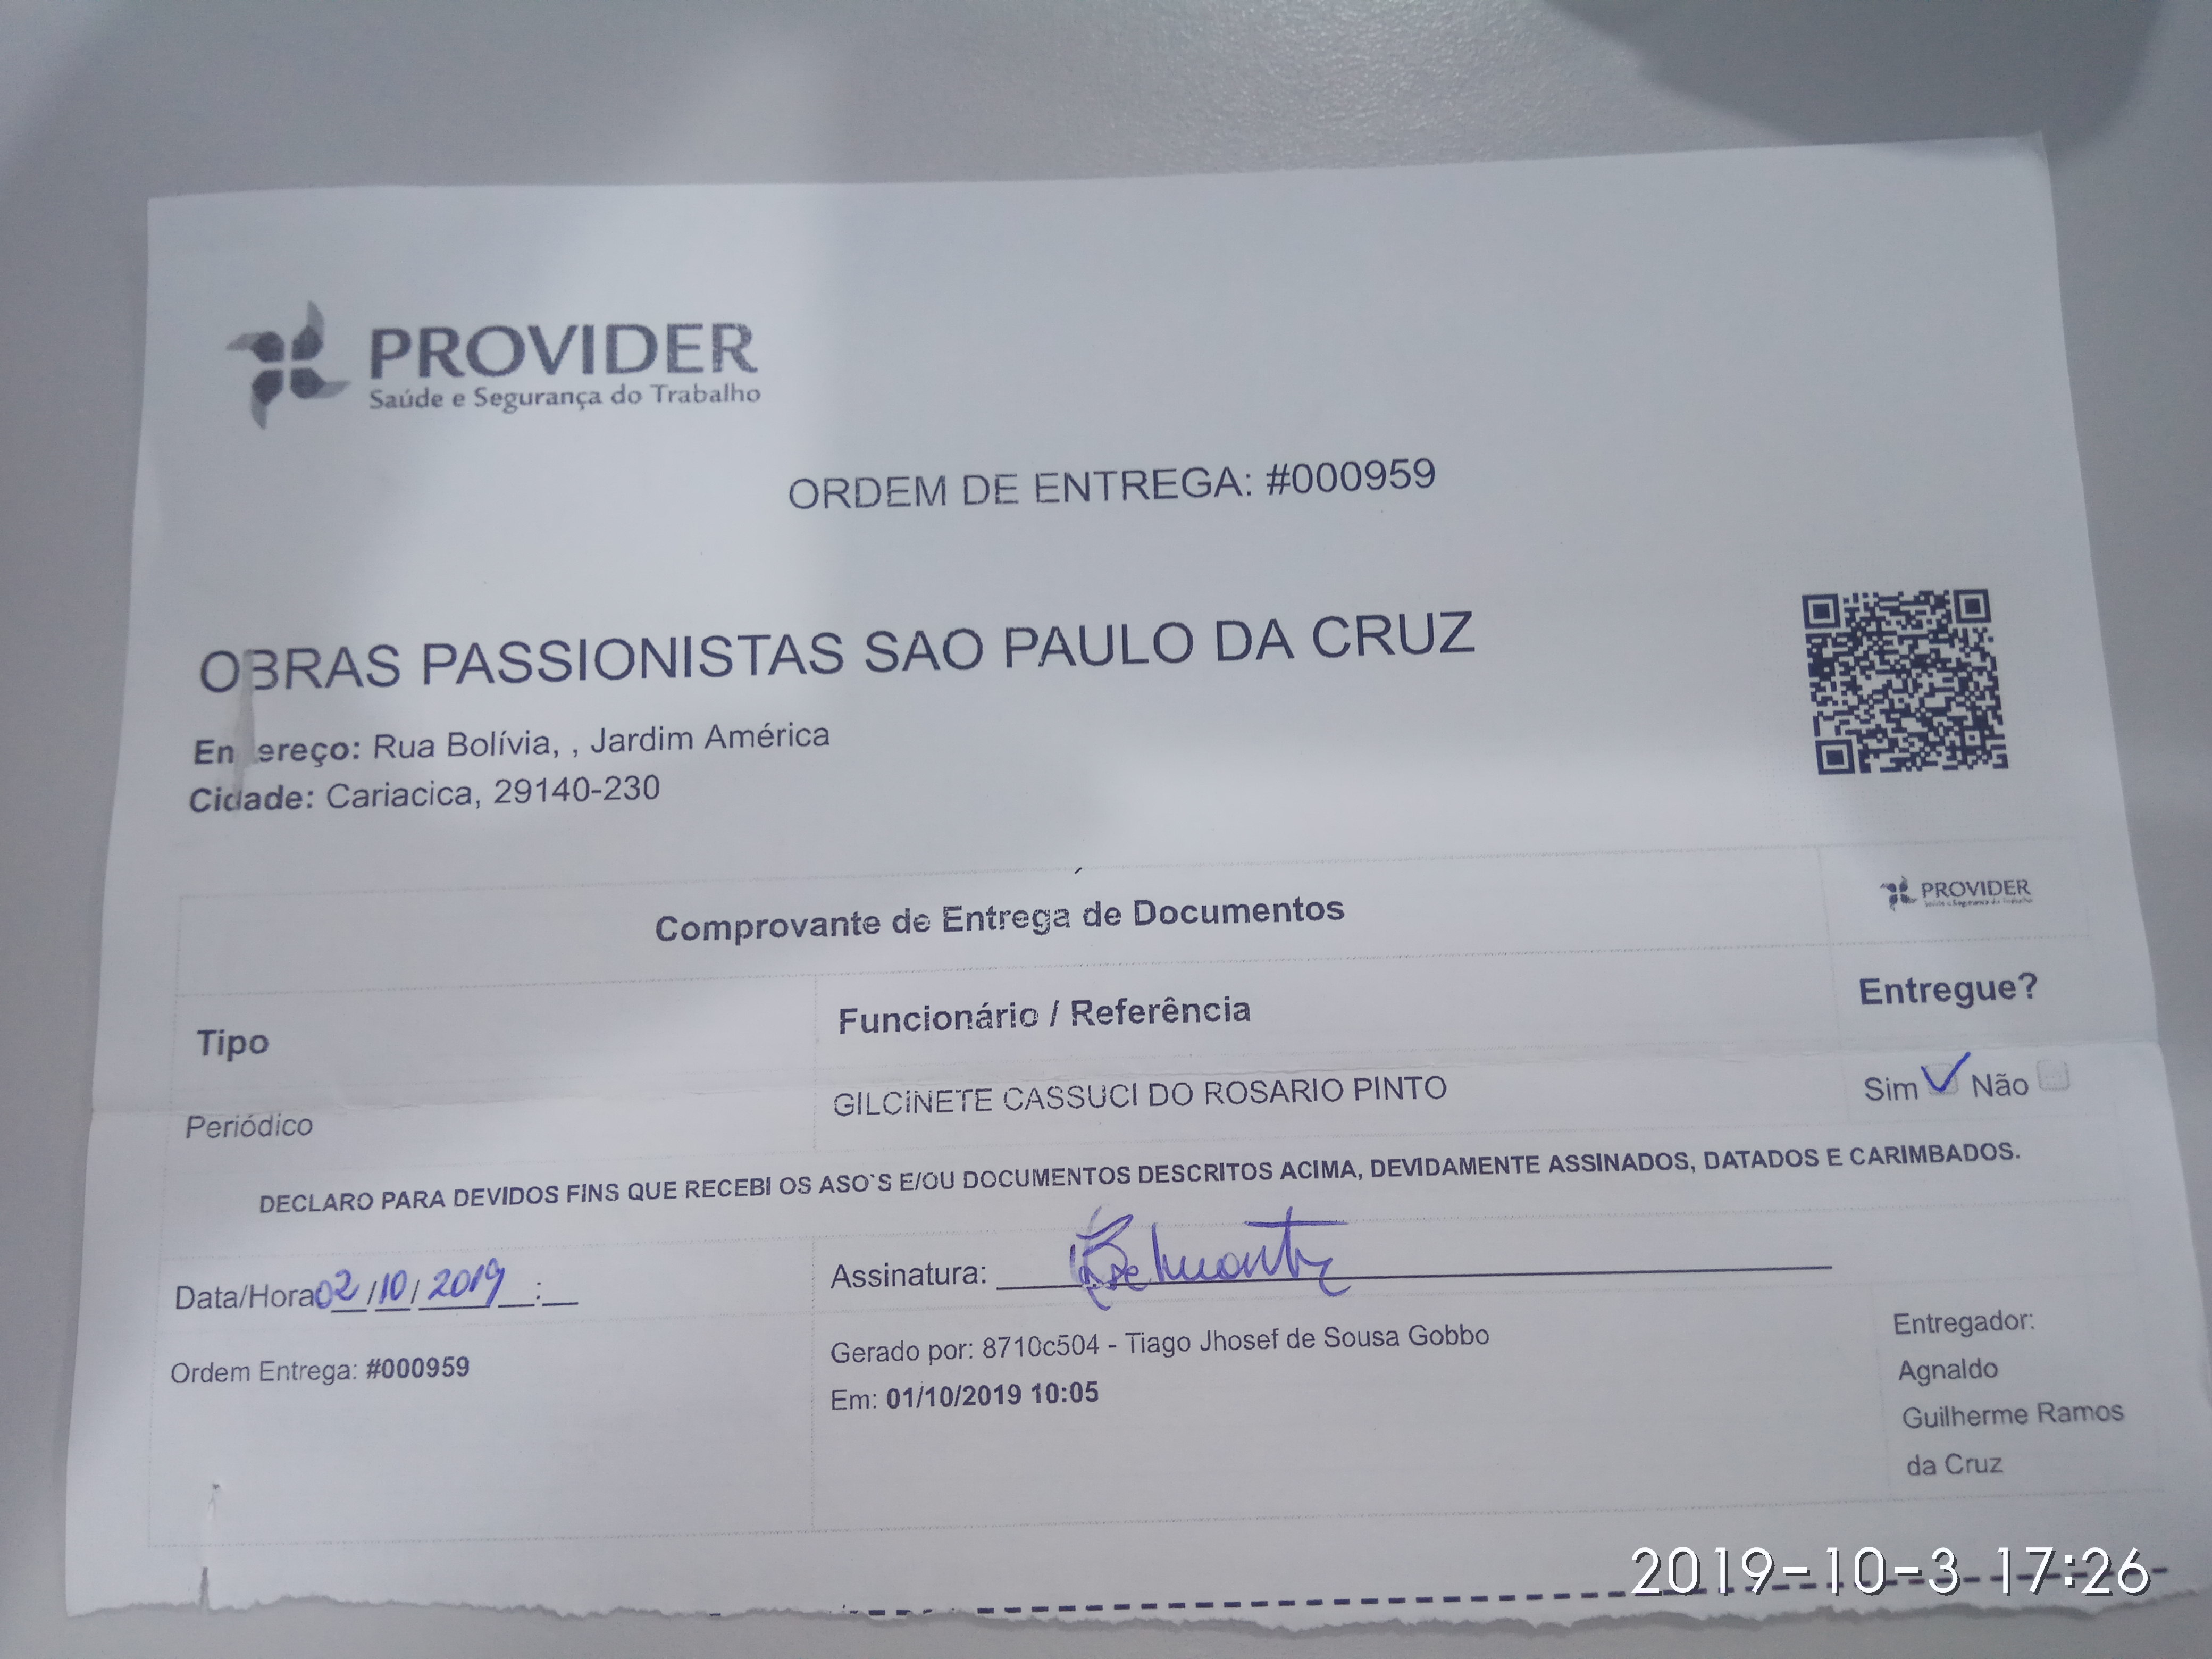 PROVIDER
Saúde e Segurança do Trabalho
ORDEM DE ENTREGA: #000959
OBRAS PASSIONISTAS SAO PAULO DA CRUZ
Endereço: Rua Bolívia, , Jardim América
Cidade: Cariacica, 29140-230
Comprovante de Entrega de Documentos
PROVIDER
Saúde e Segurança do Trabalho
Tipo Funcionário / Referência Entregue?
Periódico GILCINETE CASSUCI DO ROSARIO PINTO Sim Não
DECLARO PARA DEVIDOS FINS QUE RECEBI OS ASO`S E/OU DOCUMENTOS DESCRITOS ACIMA, DEVIDAMENTE ASSINADOS, DATADOS E CARIMBADOS.
Data/Hora 02/10/2019 __:__ Assinatura:
Ordem Entrega: #000959
Gerado por: 8710c504 - Tiago Jhosef de Sousa Gobbo
Em: 01/10/2019 10:05
Entregador:
Agnaldo
Guilherme Ramos
da Cruz
2019-10-3 17:26